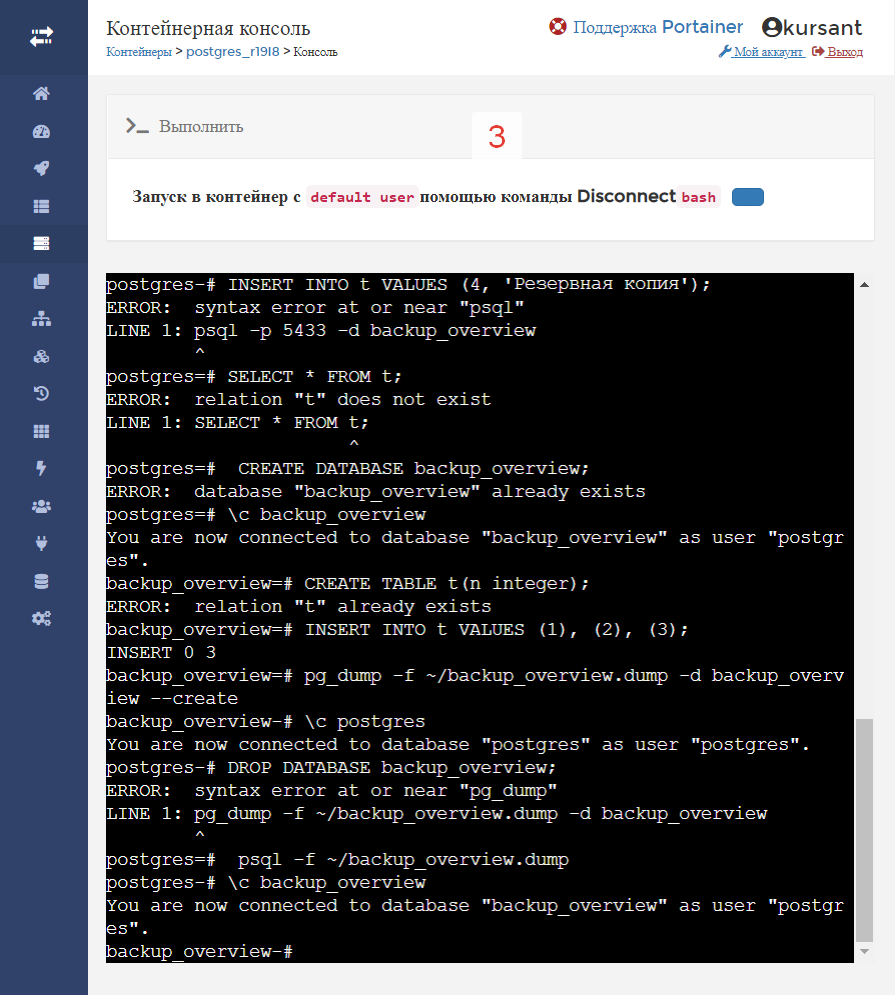 Контейнерная консоль
Поддержка Portainer
kursant
Контейнеры > postgres_r19l8 > Консоль
Мой аккаунт Выход
Выполнить
3
Запуск в контейнер с default user помощью команды Disconnect bash
postgres-# INSERT INTO t VALUES (4, 'Резервная копия');
ERROR:  syntax error at or near "psql"
LINE 1: psql -p 5433 -d backup_overview
^
postgres=# SELECT * FROM t;
ERROR:  relation "t" does not exist
LINE 1: SELECT * FROM t;
^
postgres=#  CREATE DATABASE backup_overview;
ERROR:  database "backup_overview" already exists
postgres=# \c backup_overview
You are now connected to database "backup_overview" as user "postgr
es".
backup_overview=# CREATE TABLE t(n integer);
ERROR:  relation "t" already exists
backup_overview=# INSERT INTO t VALUES (1), (2), (3);
INSERT 0 3
backup_overview=# pg_dump -f ~/backup_overview.dump -d backup_overv
iew --create
backup_overview-# \c postgres
You are now connected to database "postgres" as user "postgres".
postgres-# DROP DATABASE backup_overview;
ERROR:  syntax error at or near "pg_dump"
LINE 1: pg_dump -f ~/backup_overview.dump -d backup_overview
^
postgres=#  psql -f ~/backup_overview.dump
postgres-# \c backup_overview
You are now connected to database "backup_overview" as user "postgr
es".
backup_overview-#